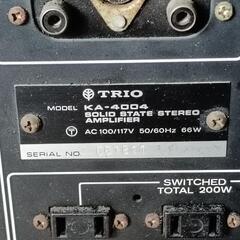 TRIO
MODEL KA-4004
SOLID STATE STEREO
AMPLIFIER
AC 100/117V 50/60Hz 66W
SERIAL NO.
SWITCHED
TOTAL 200W